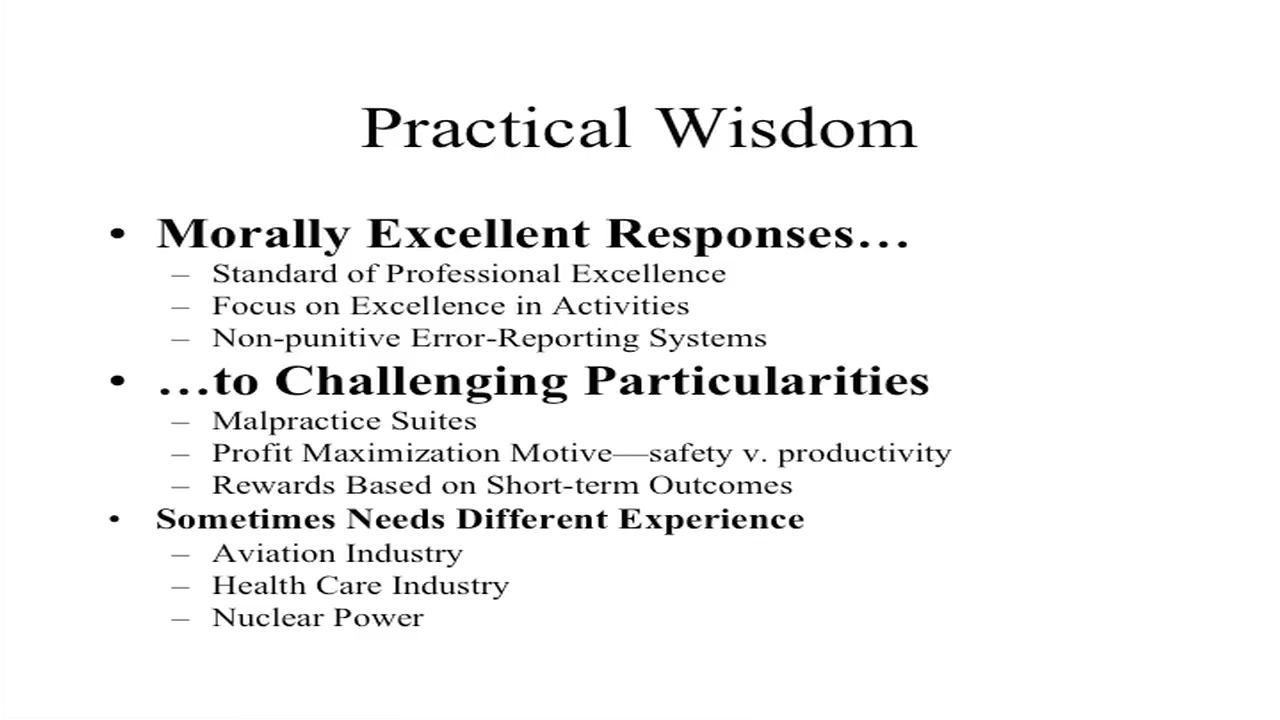 Practical Wisdom
• Morally Excellent Responses…
– Standard of Professional Excellence
– Focus on Excellence in Activities
– Non-punitive Error-Reporting Systems
• …to Challenging Particularities
– Malpractice Suites
– Profit Maximization Motive—safety v. productivity
– Rewards Based on Short-term Outcomes
• Sometimes Needs Different Experience
– Aviation Industry
– Health Care Industry
– Nuclear Power